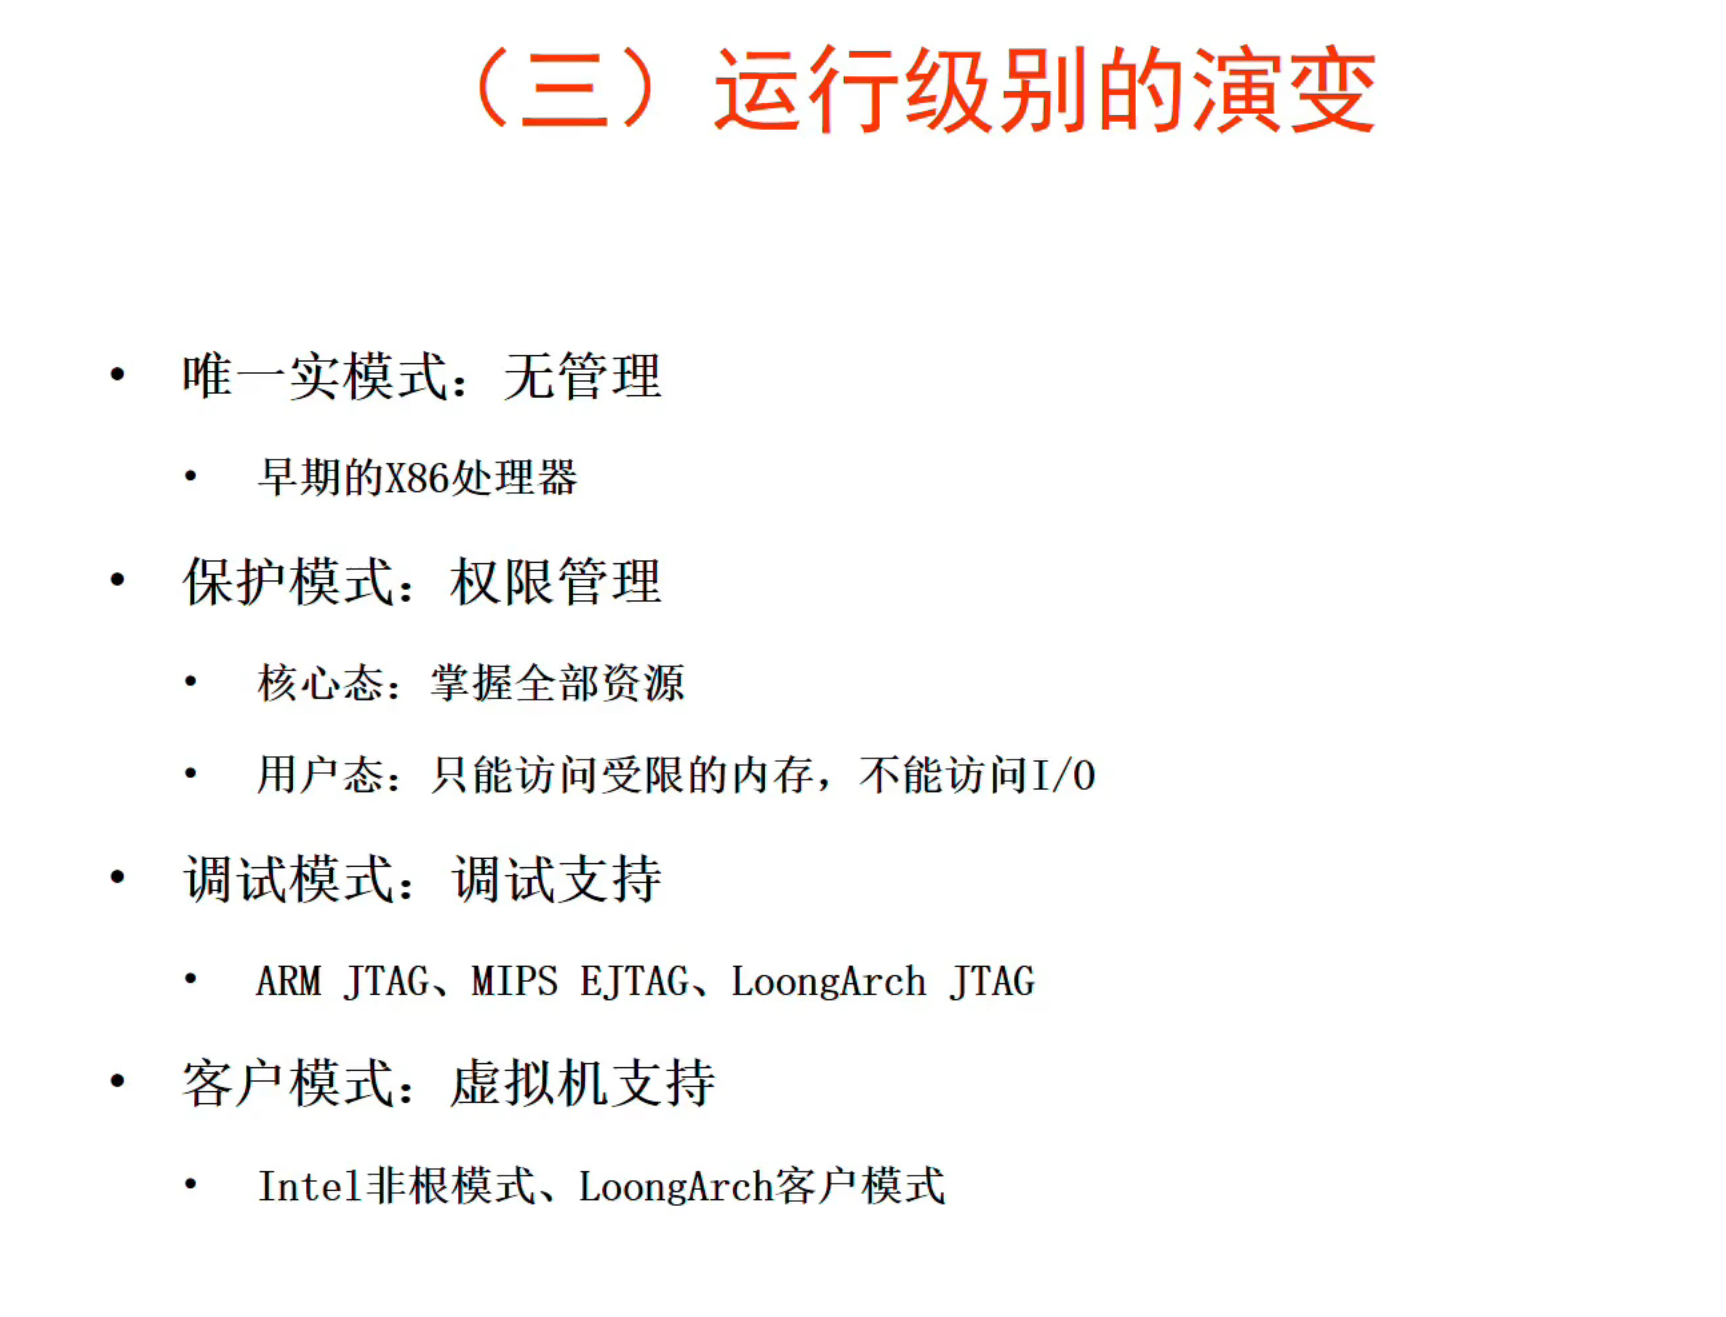 （三）运行级别的演变
• 唯一实模式：无管理
• 早期的X86处理器
• 保护模式：权限管理
• 核心态：掌握全部资源
• 用户态：只能访问受限的内存，不能访问I/O
• 调试模式：调试支持
• ARM JTAG、MIPS EJTAG、LoongArch JTAG
• 客户模式：虚拟机支持
• Intel非根模式、LoongArch客户模式